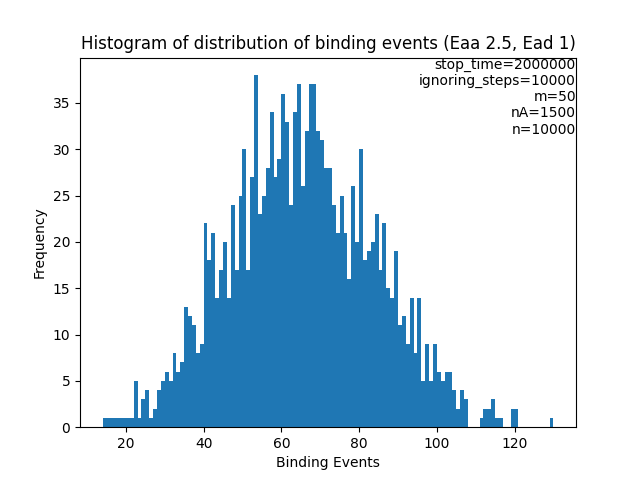 Histogram of distribution of binding events (Eaa 2.5, Ead 1)
stop_time=2000000
ignoring_steps=10000
m=50
nA=1500
n=10000
Frequency
35
30
25
20
15
10
5
0
20 40 60 80 100 120
Binding Events